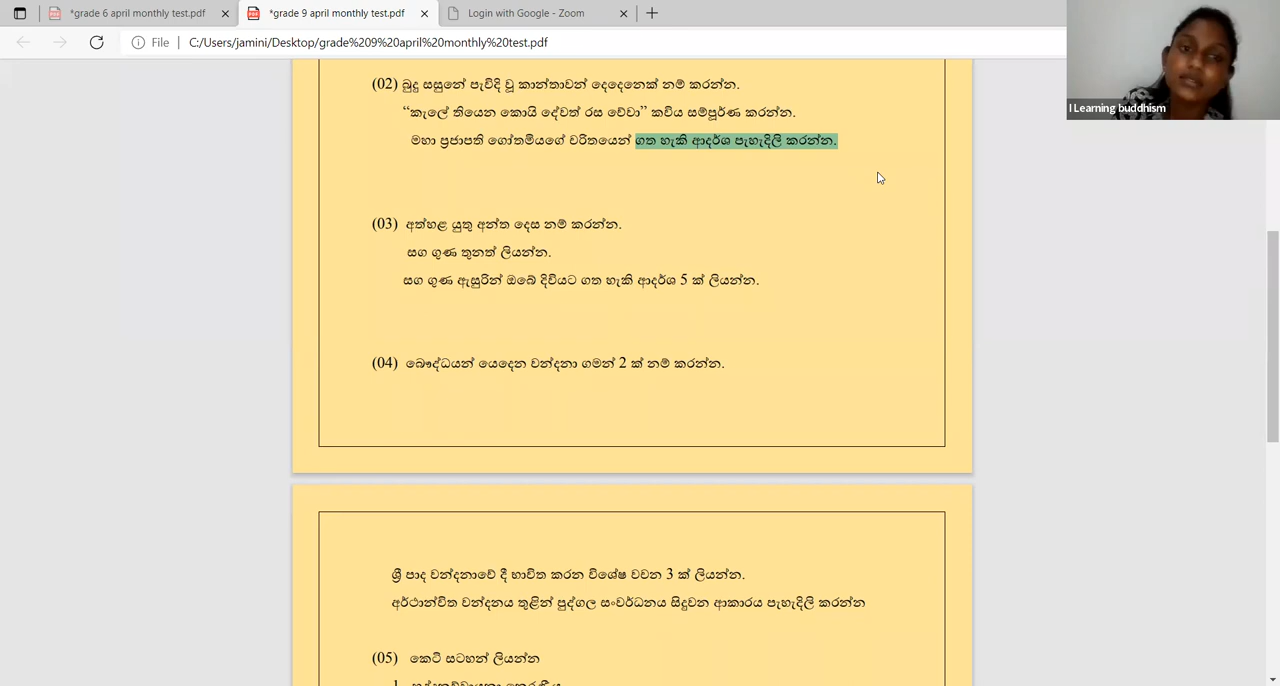 *grade 6 april monthly test.pdf
*grade 9 april monthly test.pdf
Login with Google - Zoom
File
C:/Users/jamini/Desktop/grade%209%20april%20monthly%20test.pdf
I Learning buddhism
(02) බුදු සසුනේ පැවිදි වූ කාන්තාවන් දෙදෙනෙක් නම් කරන්න.
“කැලේ තියෙන කොයි දේවත් රස වේවා” කවිය සම්පූර්ණ කරන්න.
මහා ප්‍රජාපති ගෝතමියගේ චරිතයෙන් ගත හැකි ආදර්ශ පැහැදිලි කරන්න.
(03) අත්හළ යුතු අන්ත දෙස නම් කරන්න.
සග ගුණ තුනත් ලියන්න.
සග ගුණ ඇසුරින් ඔබේ දිවියට ගත හැකි ආදර්ශ 5 ක් ලියන්න.
(04) බෞද්ධයන් යෙදෙන වන්දනා ගමන් 2 ක් නම් කරන්න.
ශ්‍රී පාද වන්දනාවේ දී භාවිත කරන විශේෂ වචන 3 ක් ලියන්න.
අර්ථාන්විත වන්දනය තුළින් පුද්ගල සංවර්ධනය සිදුවන ආකාරය පැහැදිලි කරන්න
(05) කෙටි සටහන් ලියන්න